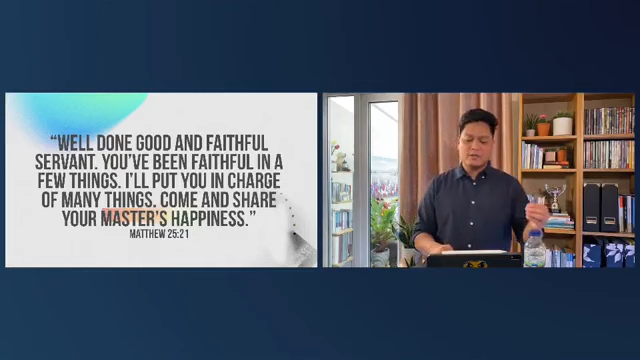 “WELL DONE GOOD AND FAITHFUL
SERVANT. YOU’VE BEEN FAITHFUL IN A
FEW THINGS. I’LL PUT YOU IN CHARGE
OF MANY THINGS. COME AND SHARE
YOUR MASTER’S HAPPINESS.”
MATTHEW 25:21